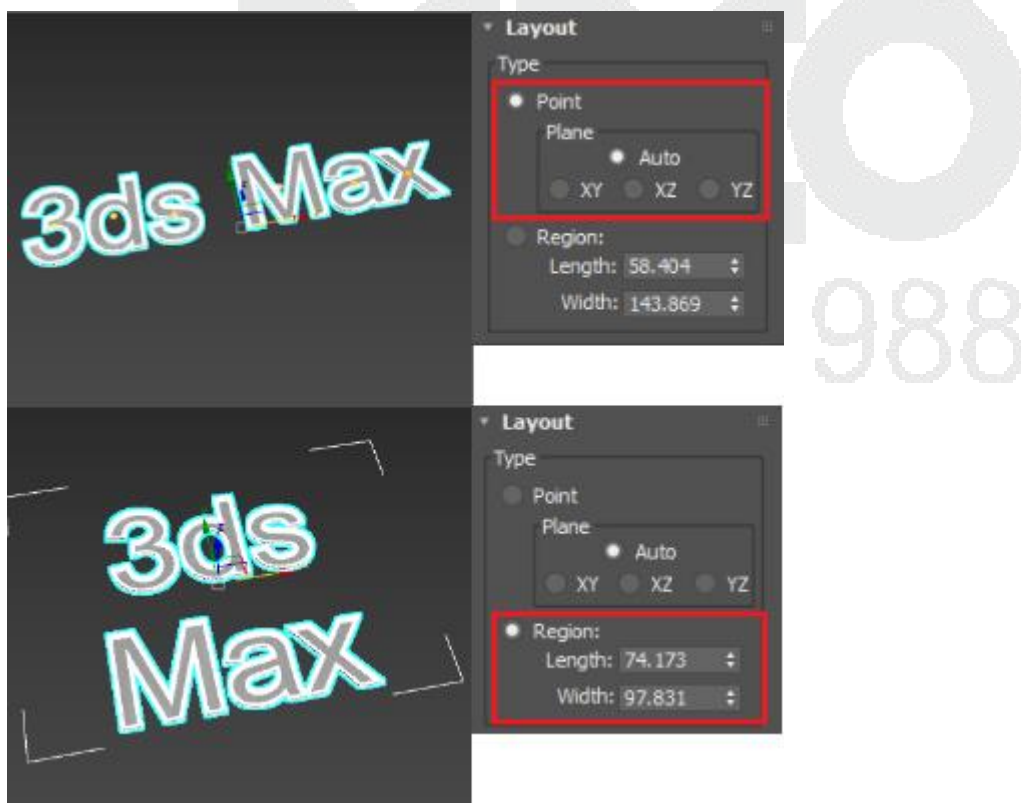 Layout
Type
Point
Plane
Auto
XY XZ YZ
Region:
Length: 58.404
Width: 143.869
3ds Max
988
Layout
Type
Point
Plane
Auto
XY XZ YZ
Region:
Length: 74.173
Width: 97.831
3ds
Max